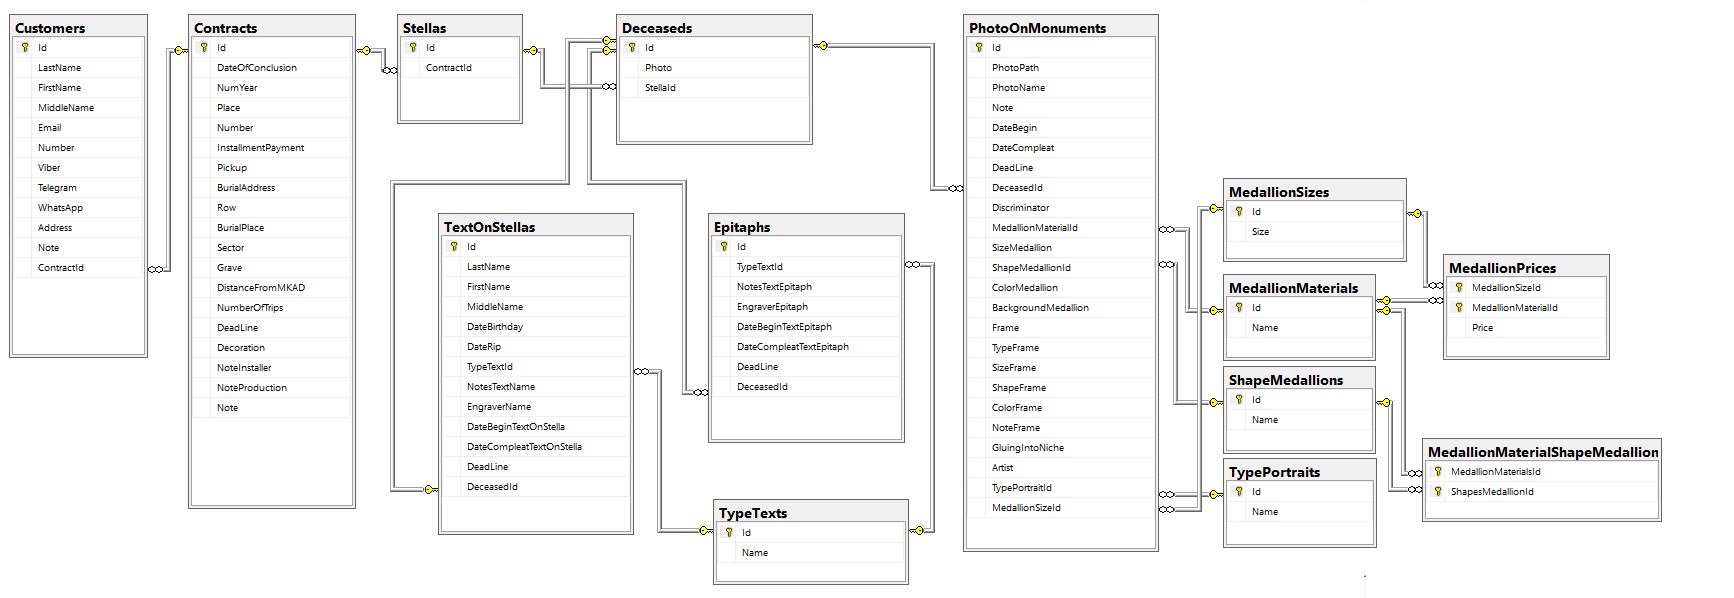 Customers
Id
LastName
FirstName
MiddleName
Email
Number
Viber
Telegram
WhatsApp
Address
Note
ContractId
Contracts
Id
DateOfConclusion
NumYear
Place
Number
InstallmentPayment
Pickup
BurialAddress
Row
BurialPlace
Sector
Grave
DistanceFromMKAD
NumberOfTrips
DeadLine
Decoration
NoteInstaller
NoteProduction
Note
Stellas
Id
ContractId
Deceaseds
Id
Photo
StellaId
TextOnStellas
Id
LastName
FirstName
MiddleName
DateBirthday
DateRip
TypeTextId
NotesTextName
EngraverName
DateBeginTextOnStella
DateCompleatTextOnStella
DeadLine
DeceasedId
Epitaphs
Id
TypeTextId
NotesTextEpitaph
EngraverEpitaph
DateBeginTextEpitaph
DateCompleatTextEpitaph
DeadLine
DeceasedId
TypeTexts
Id
Name
PhotoOnMonuments
Id
PhotoPath
PhotoName
Note
DateBegin
DateCompleat
DeadLine
DeceasedId
Discriminator
MedallionMaterialId
SizeMedallion
ShapeMedallionId
ColorMedallion
BackgroundMedallion
Frame
TypeFrame
SizeFrame
ShapeFrame
ColorFrame
NoteFrame
GluingIntoNiche
Artist
TypePortraitId
MedallionSizeId
MedallionSizes
Id
Size
MedallionMaterials
Id
Name
ShapeMedallions
Id
Name
TypePortraits
Id
Name
MedallionPrices
MedallionSizeId
MedallionMaterialId
Price
MedallionMaterialShapeMedallion
MedallionMaterialsId
ShapesMedallionId